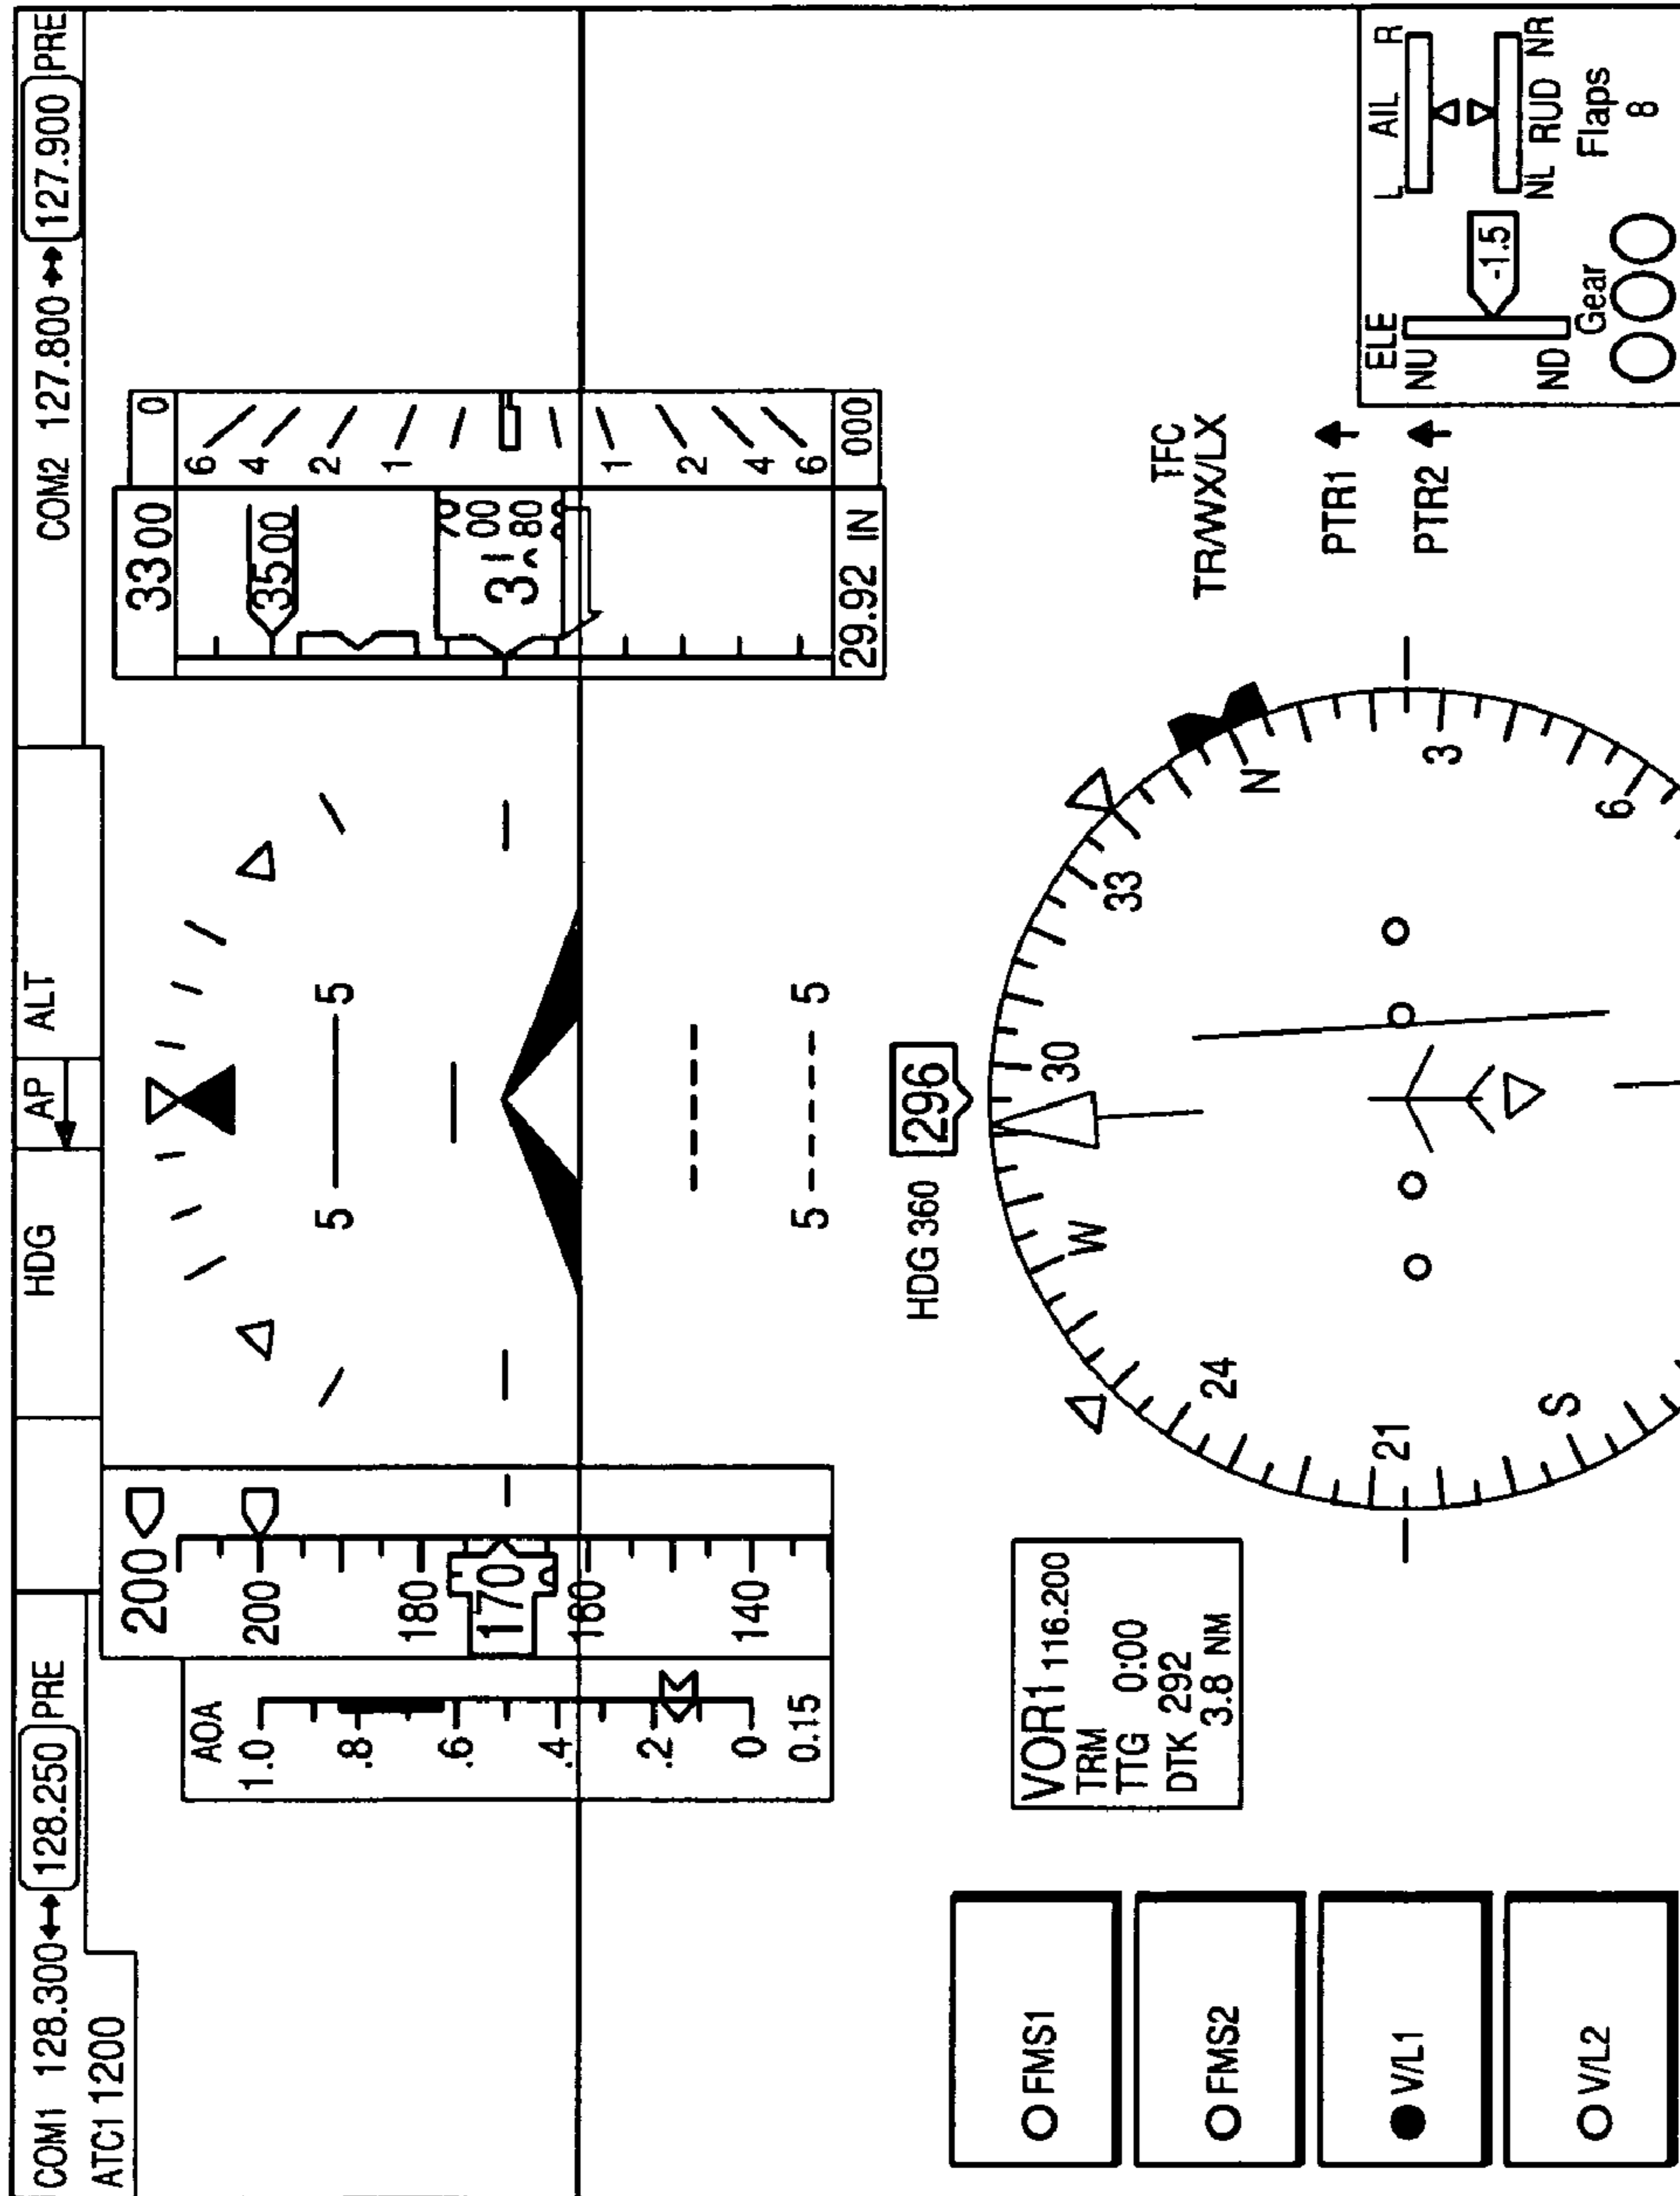 COM1 128.300 128.250 PRE
ATC1 1200
HDG
AP
ALT
COM2 127.800 127.900 PRE
AOA
1.0
.8
.6
.4
.2
0
0.15
200
200
180
170
160
140
5 5
5 5
3300
3500
3
00
80
29.92 IN
0
6
4
2
1
1
2
4
6
000
HDG 360
296
VOR1 116.200
TRM
TTG 0:00
DTK 292
3.8 NM
FMS1
FMS2
V/L1
V/L2
30
33
N
3
6
W
24
21
S
TFC
TR/WX/LX
PTR1
PTR2
ELE
NU
ND
-1.5
L AIL R
NL RUD NR
Gear
Flaps
8